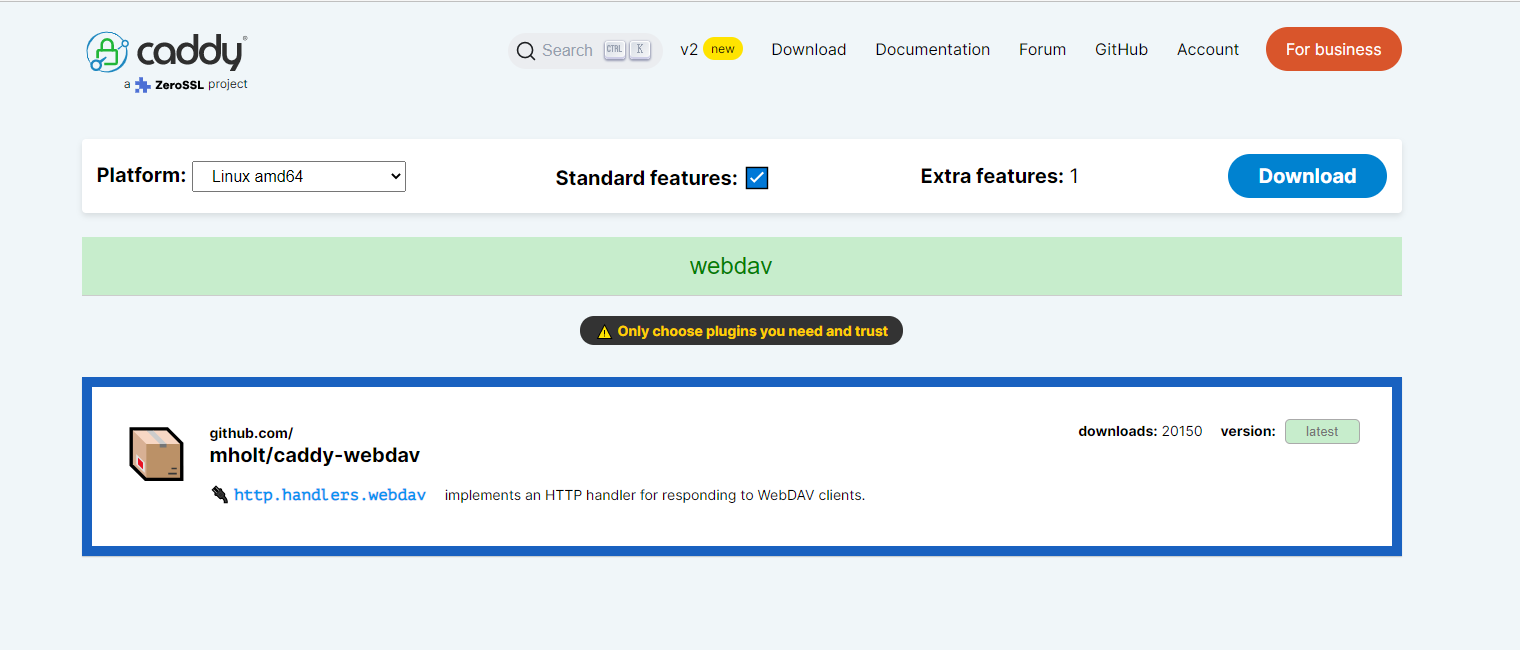 caddy®
a ZeroSSL project
Search CTRL K
v2 new Download Documentation Forum GitHub Account For business
Platform: Linux amd64 Standard features: Extra features: 1 Download
webdav
Only choose plugins you need and trust
github.com/
mholt/caddy-webdav
downloads: 20150 version: latest
http.handlers.webdav implements an HTTP handler for responding to WebDAV clients.